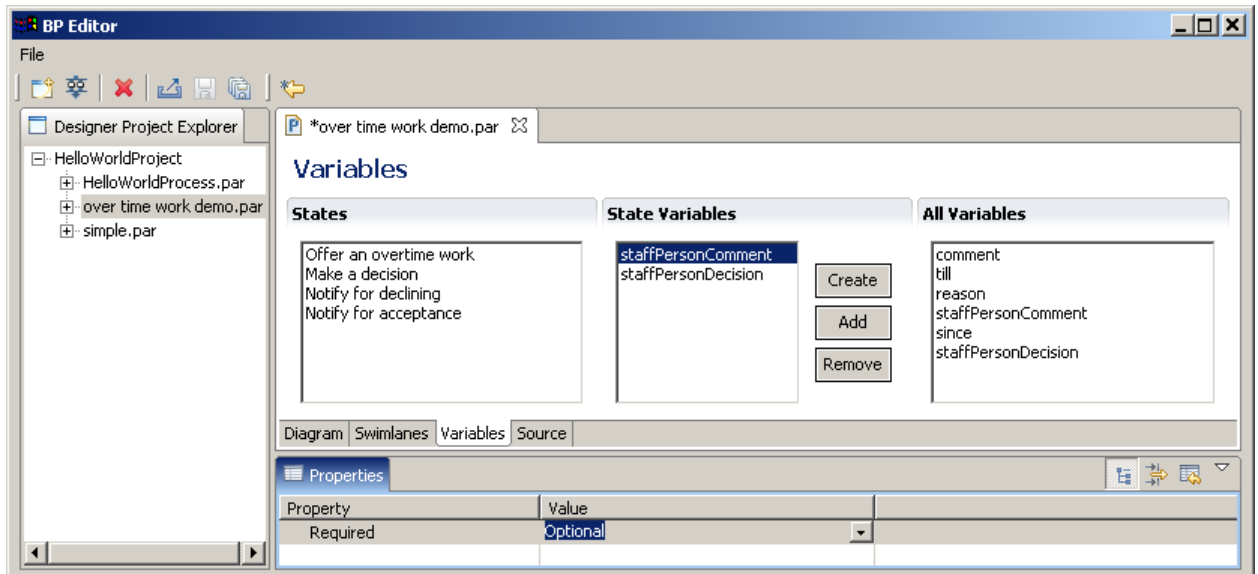 BP Editor
File
Designer Project Explorer
HelloWorldProject
HelloWorldProcess.par
over time work demo.par
simple.par
*over time work demo.par
Variables
States
Offer an overtime work
Make a decision
Notify for declining
Notify for acceptance
State Variables
staffPersonComment
staffPersonDecision
Create
Add
Remove
All Variables
comment
till
reason
staffPersonComment
since
staffPersonDecision
Diagram Swimlanes Variables Source
Properties
Property Value
Required Optional